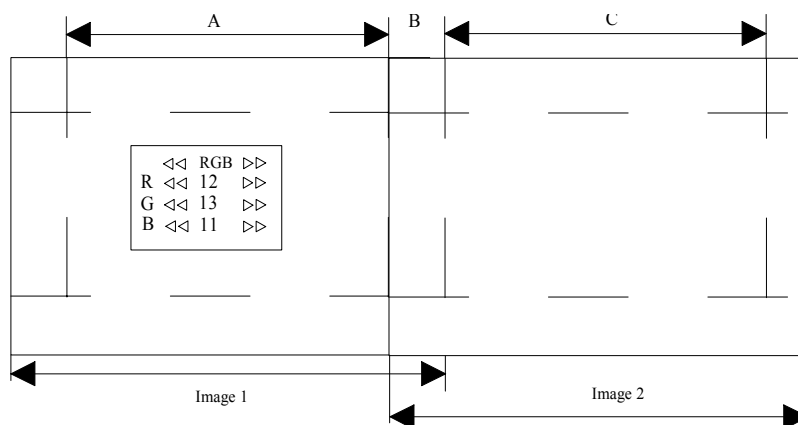 A B C
◁◁ RGB ▷▷
R ◁◁ 12 ▷▷
G ◁◁ 13 ▷▷
B ◁◁ 11 ▷▷
Image 1
Image 2